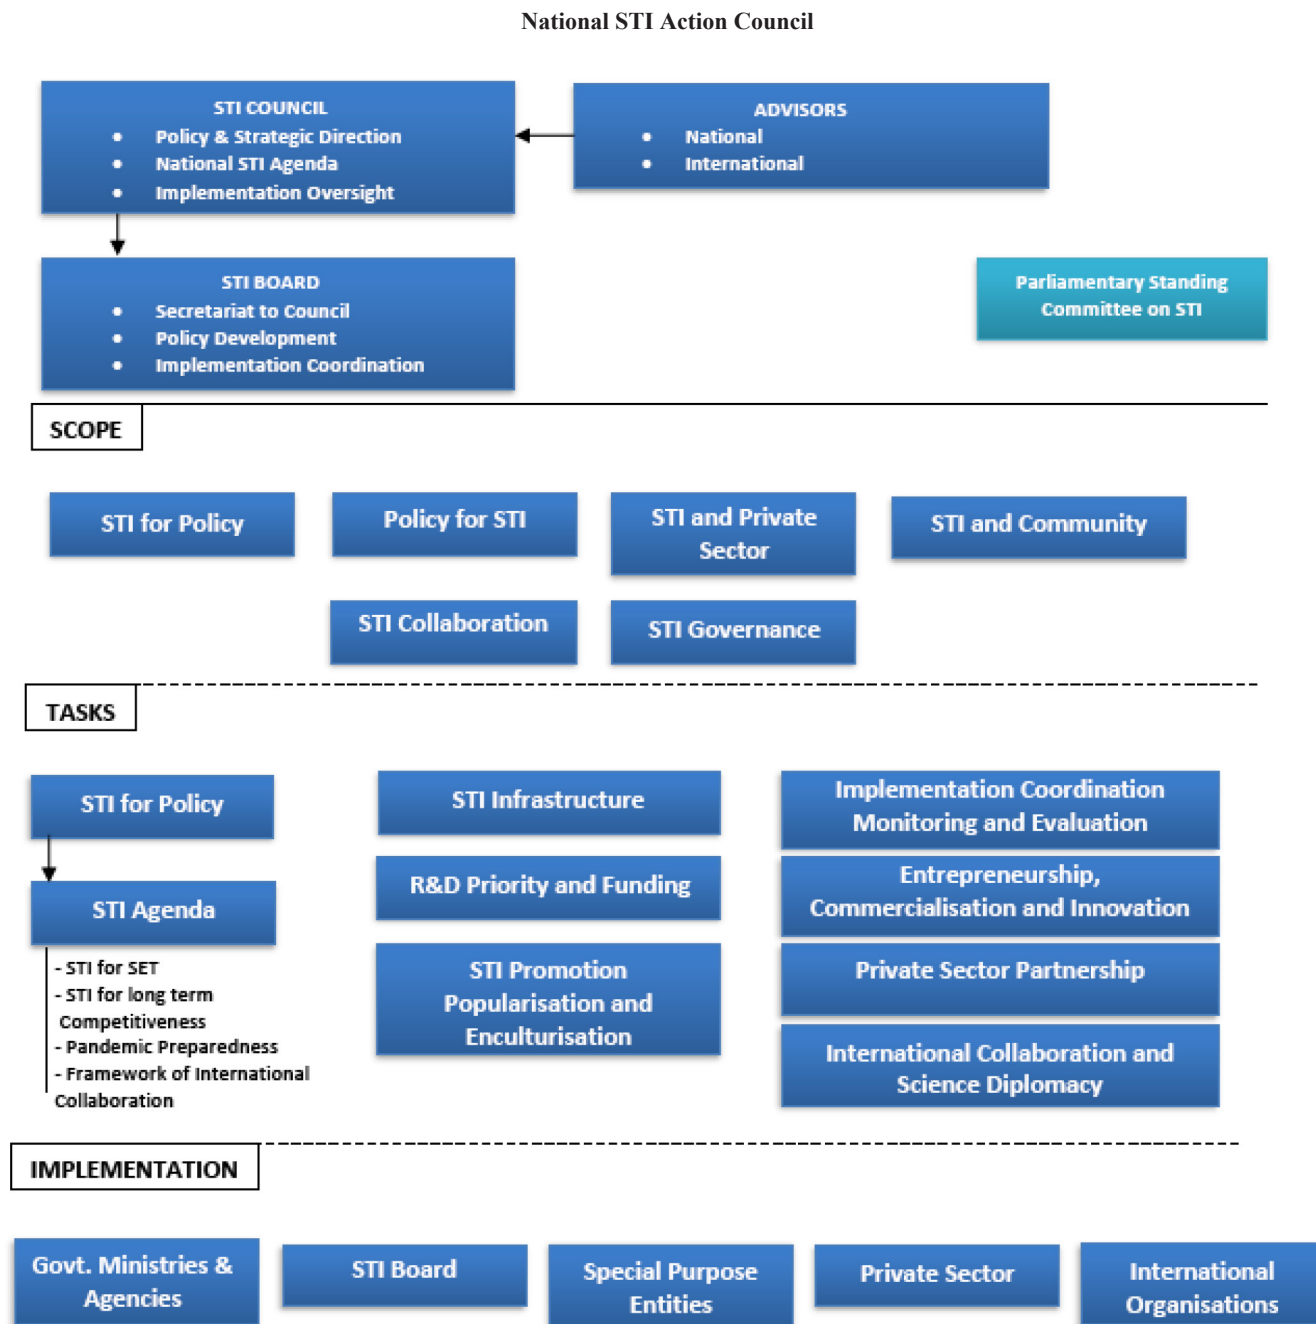 National STI Action Council
STI COUNCIL
• Policy & Strategic Direction
• National STI Agenda
• Implementation Oversight
ADVISORS
• National
• International
STI BOARD
• Secretariat to Council
• Policy Development
• Implementation Coordination
Parliamentary Standing
Committee on STI
SCOPE
STI for Policy
Policy for STI
STI and Private
Sector
STI and Community
STI Collaboration
STI Governance
TASKS
STI for Policy
STI Agenda
- STI for SET
- STI for long term
Competitiveness
- Pandemic Preparedness
- Framework of International
Collaboration
STI Infrastructure
R&D Priority and Funding
STI Promotion
Popularisation and
Enculturisation
Implementation Coordination
Monitoring and Evaluation
Entrepreneurship,
Commercialisation and Innovation
Private Sector Partnership
International Collaboration and
Science Diplomacy
IMPLEMENTATION
Govt. Ministries &
Agencies
STI Board
Special Purpose
Entities
Private Sector
International
Organisations